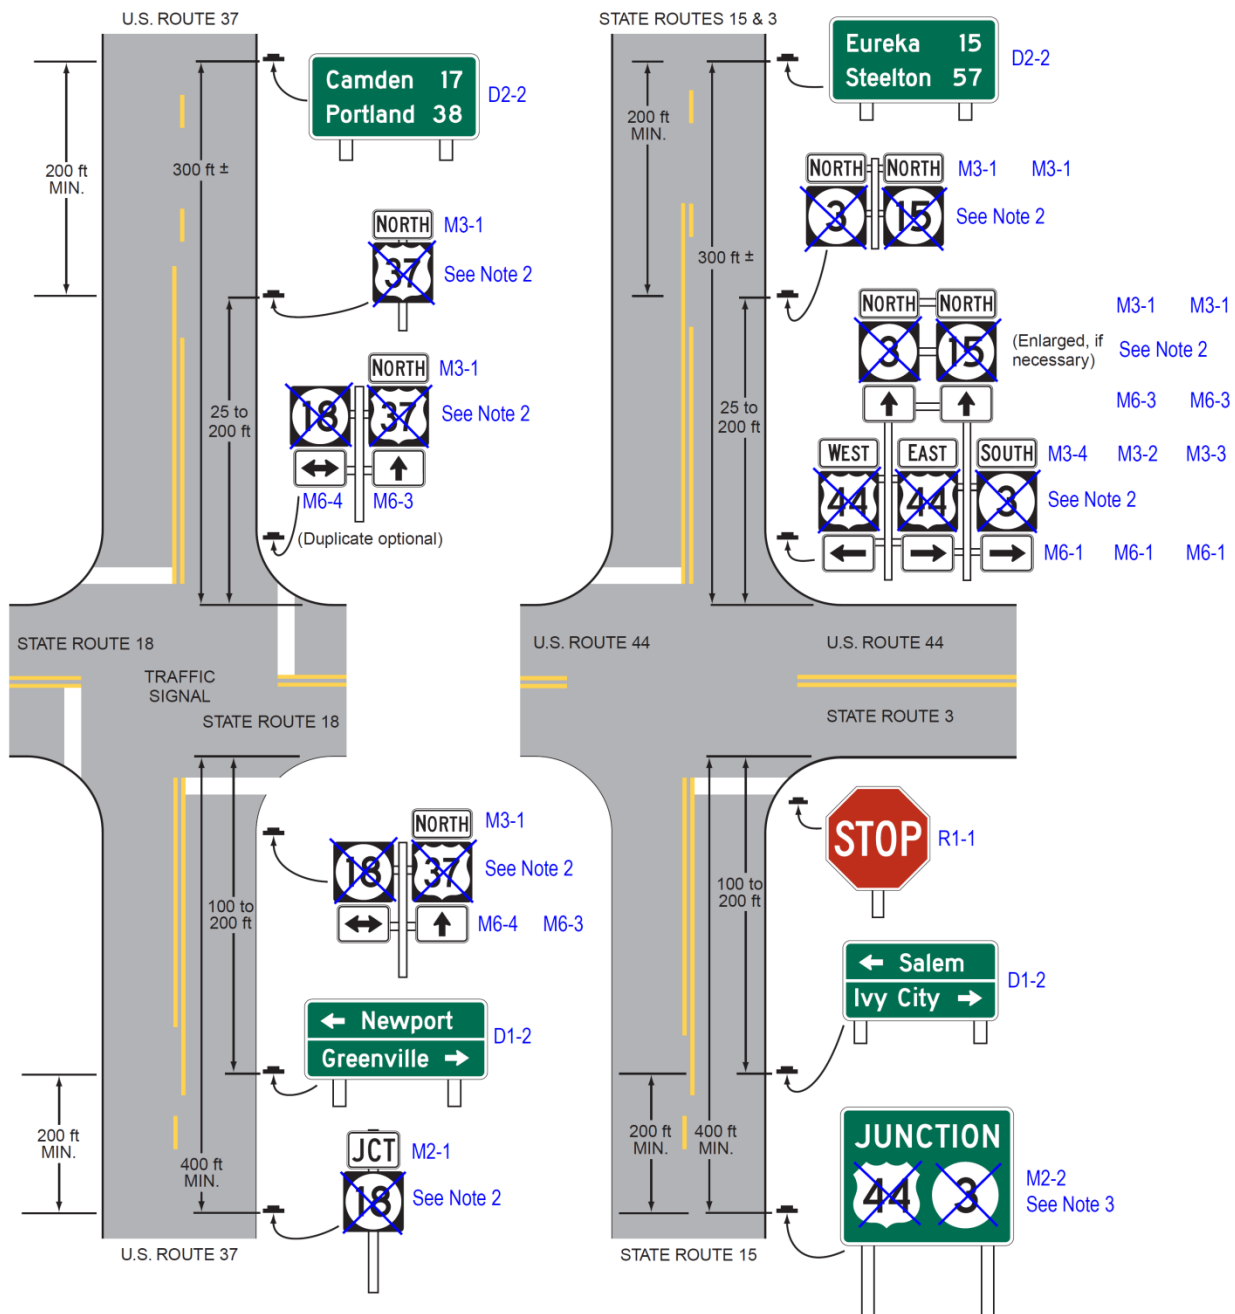 U.S. ROUTE 37
Camden 17
Portland 38
D2-2
200 ft
MIN.
300 ft ±
NORTH
M3-1
37
See Note 2
NORTH
M3-1
18
37
See Note 2
25 to
200 ft
M6-4
M6-3
(Duplicate optional)
STATE ROUTE 18
TRAFFIC
SIGNAL
STATE ROUTE 18
NORTH
M3-1
18
37
See Note 2
100 to
200 ft
M6-4 M6-3
Newport
Greenville
D1-2
200 ft
MIN.
400 ft
MIN.
JCT
M2-1
18
See Note 2
U.S. ROUTE 37
STATE ROUTES 15 & 3
Eureka 15
Steelton 57
D2-2
200 ft
MIN.
NORTH NORTH
M3-1 M3-1
3 15
See Note 2
300 ft ±
NORTH NORTH
M3-1 M3-1
3 15
(Enlarged, if
necessary)
See Note 2
M6-3 M6-3
25 to
200 ft
WEST EAST SOUTH
M3-4 M3-2 M3-3
44 44 3
See Note 2
M6-1 M6-1 M6-1
U.S. ROUTE 44
U.S. ROUTE 44
STATE ROUTE 3
STOP
R1-1
100 to
200 ft
Salem
Ivy City
D1-2
200 ft
MIN.
400 ft
MIN.
JUNCTION
44 3
M2-2
See Note 3
STATE ROUTE 15